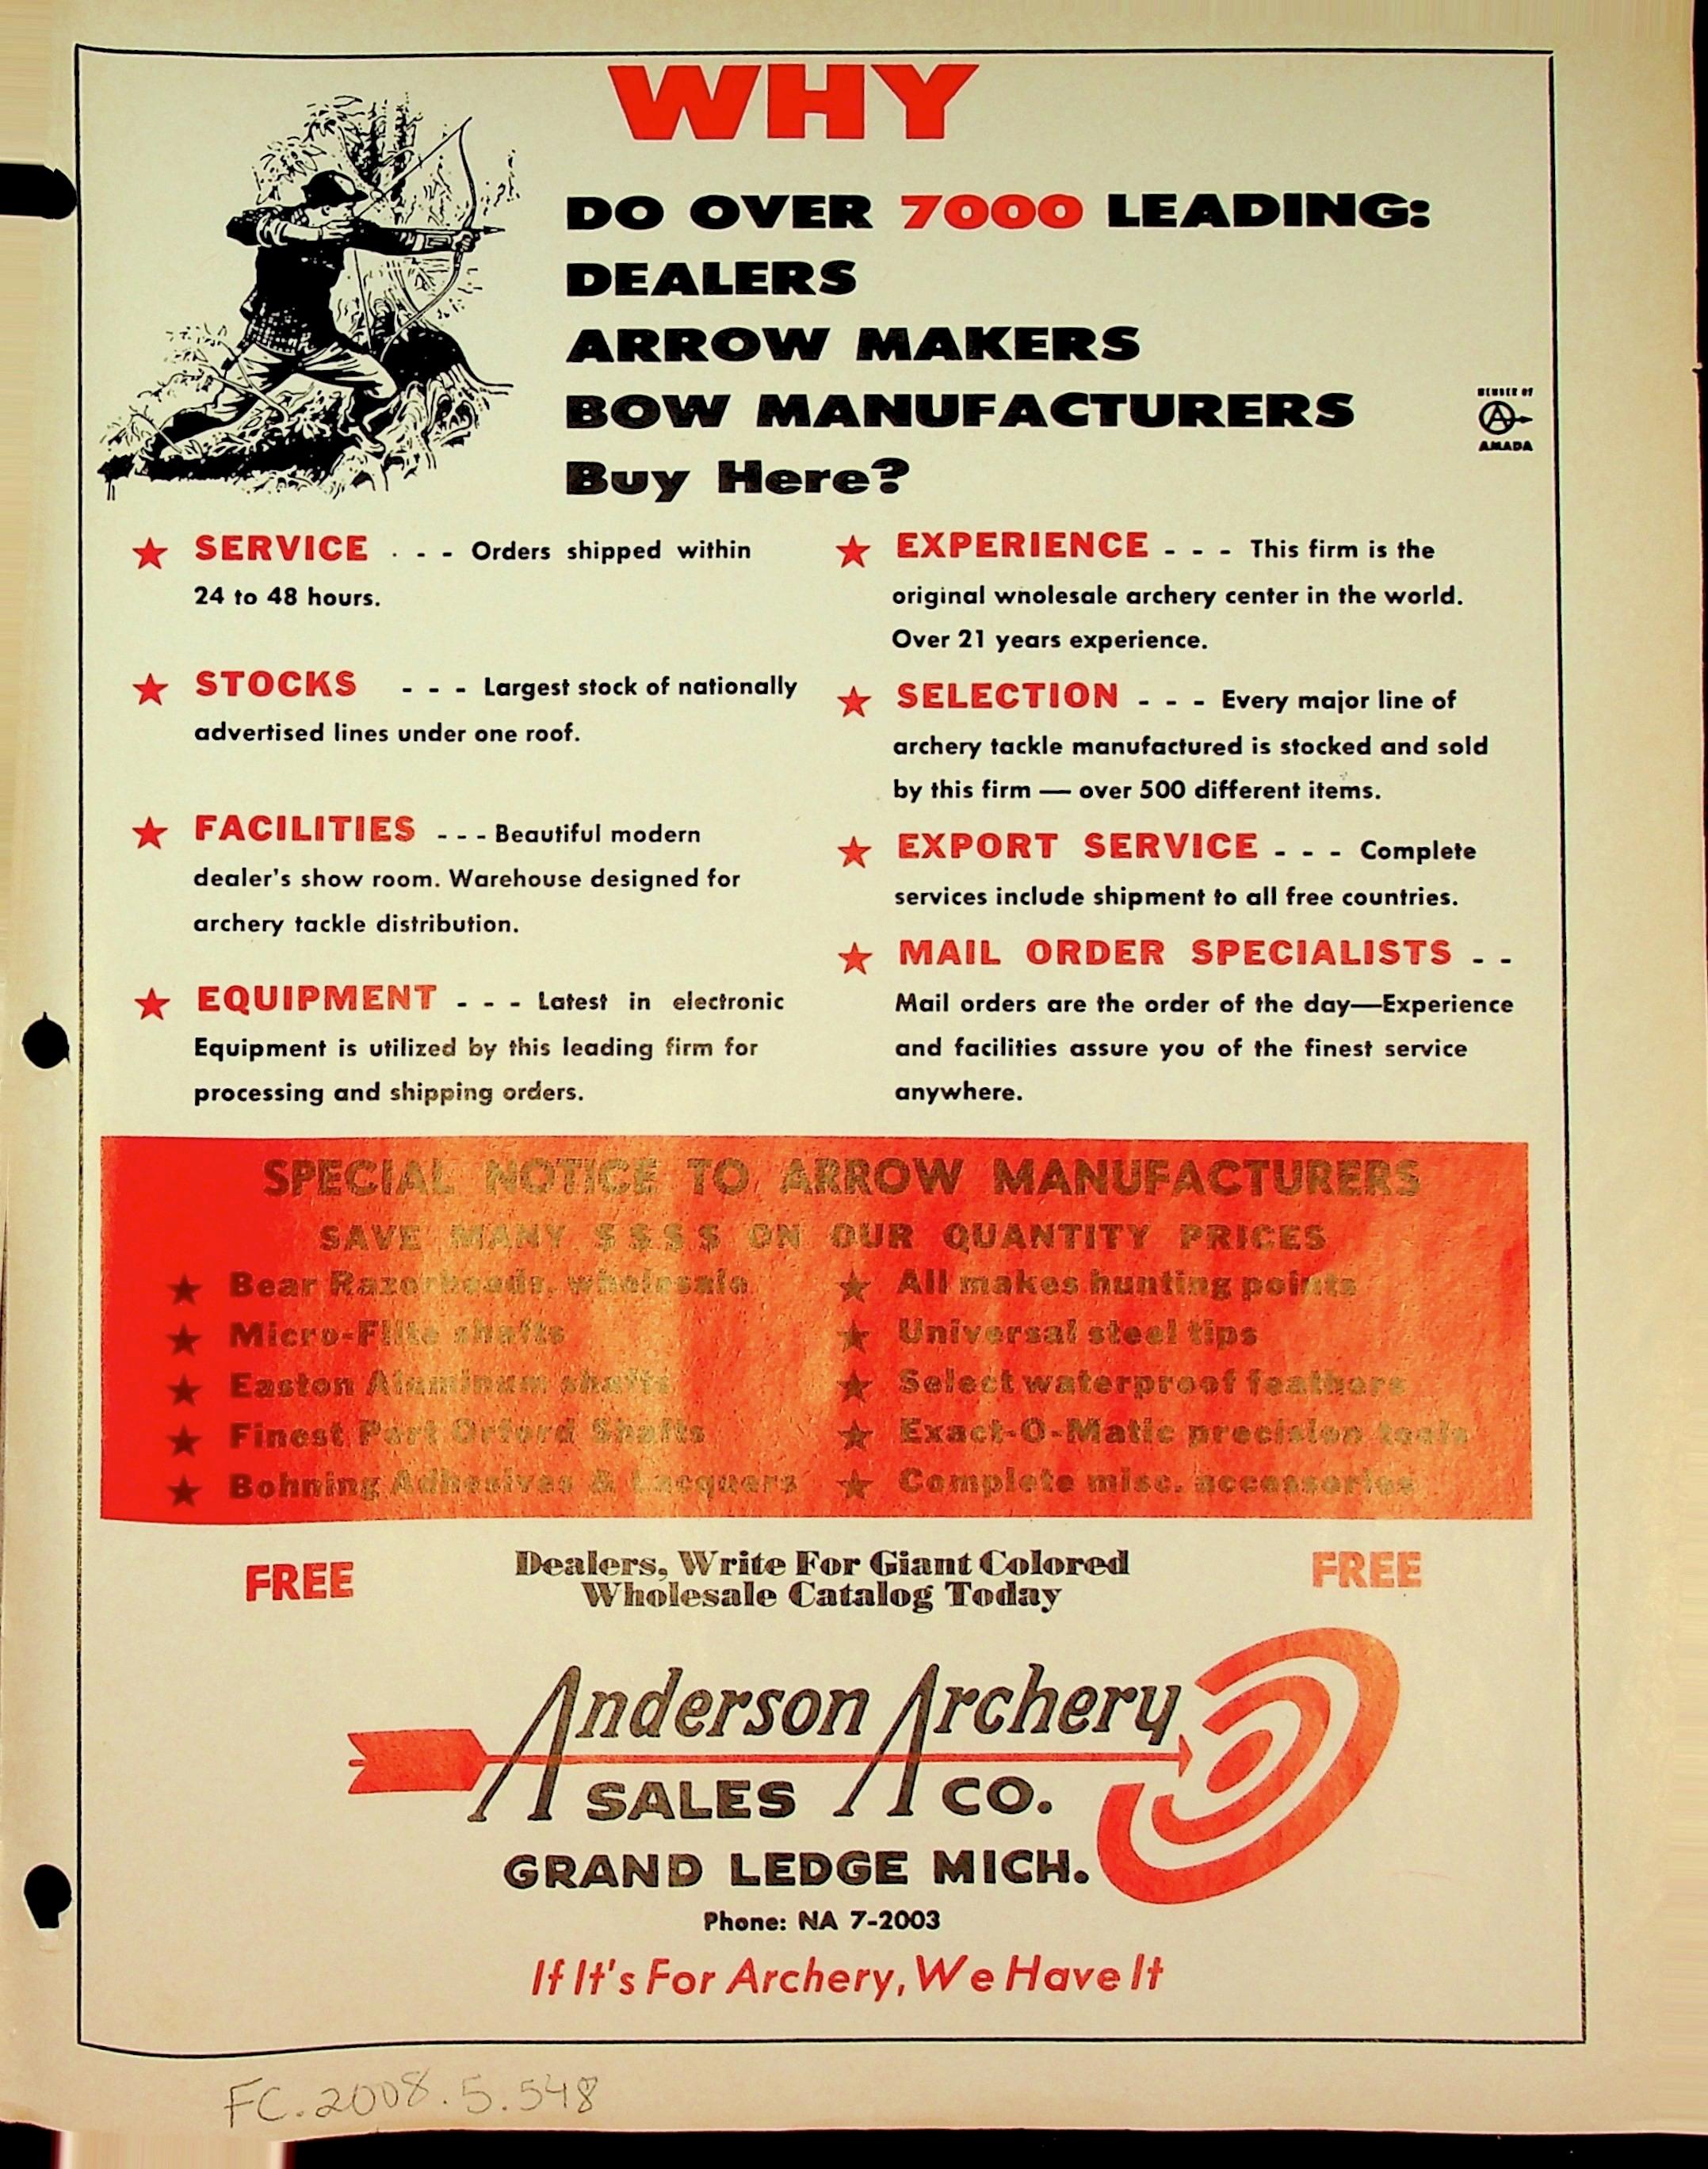 WHY
DO OVER 7000 LEADING:
DEALERS
ARROW MAKERS
BOW MANUFACTURERS
Buy Here?
MEMBER OF
A
AMADA
★ SERVICE - - - Orders shipped within
24 to 48 hours.
★ STOCKS - - - Largest stock of nationally
advertised lines under one roof.
★ FACILITIES - - - Beautiful modern
dealer's show room. Warehouse designed for
archery tackle distribution.
★ EQUIPMENT - - - Latest in electronic
Equipment is utilized by this leading firm for
processing and shipping orders.
★ EXPERIENCE - - - This firm is the
original wholesale archery center in the world.
Over 21 years experience.
★ SELECTION - - - Every major line of
archery tackle manufactured is stocked and sold
by this firm — over 500 different items.
★ EXPORT SERVICE - - - Complete
services include shipment to all free countries.
★ MAIL ORDER SPECIALISTS - -
Mail orders are the order of the day—Experience
and facilities assure you of the finest service
anywhere.
SPECIAL NOTICE TO ARROW MANUFACTURERS
SAVE MANY $$$$ ON OUR QUANTITY PRICES
★ Bear Razorheads, wholesale
★ Micro-Flite shafts
★ Easton Aluminum shafts
★ Finest Port Orford Shafts
★ Bohning Adhesives & Lacquers
★ All makes hunting points
★ Universal steel tips
★ Select waterproof feathers
★ Exact-O-Matic precision tools
★ Complete misc. accessories
FREE
Dealers, Write For Giant Colored
Wholesale Catalog Today
FREE
Anderson Archery
SALES CO.
GRAND LEDGE MICH.
Phone: NA 7-2003
If It's For Archery, We Have It
FC.2008.5.548